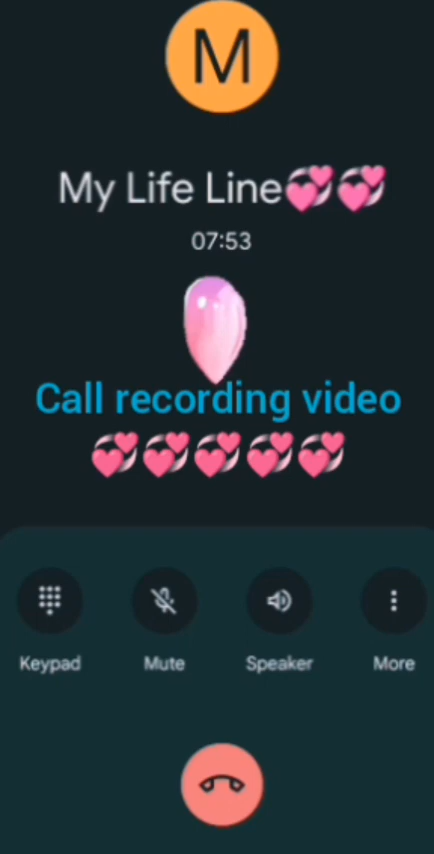 M
My Life Line💞💞
07:53
Call recording video
💞💞💞💞💞
Keypad Mute Speaker More